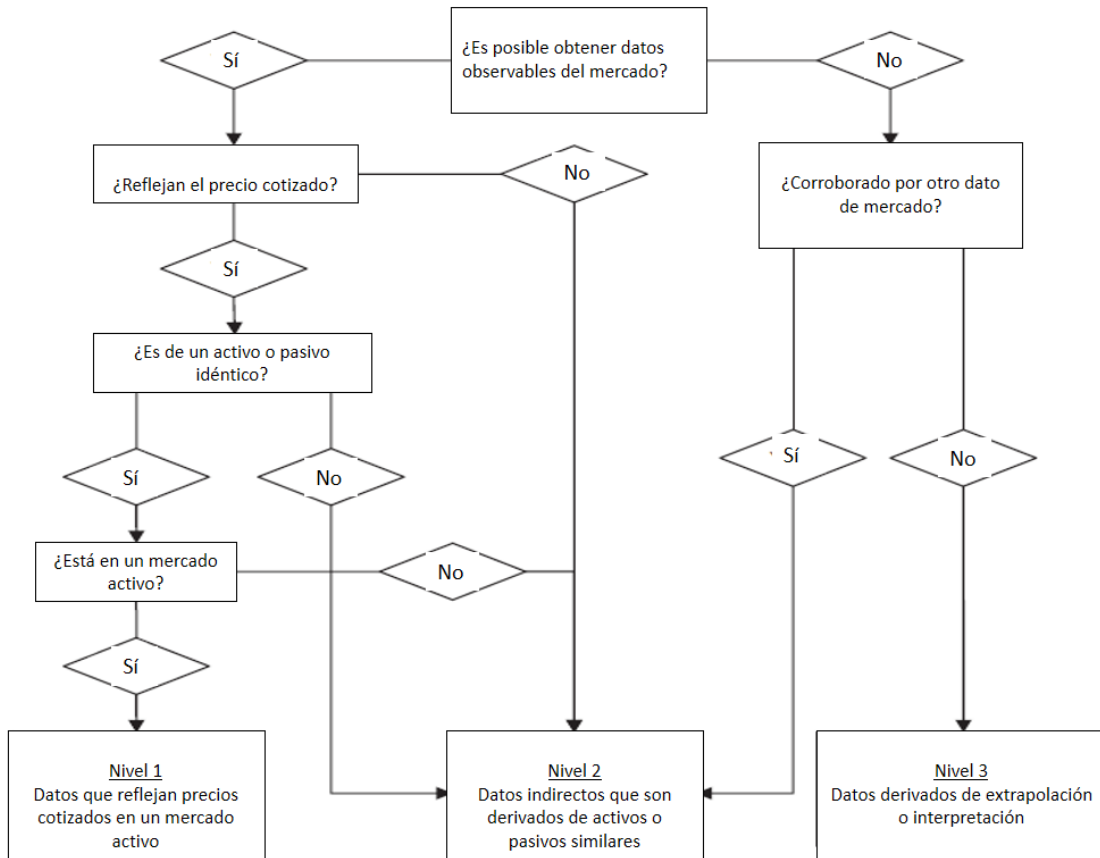 ¿Es posible obtener datos
observables del mercado?
Sí
No
¿Reflejan el precio cotizado?
No
¿Corroborado por otro dato
de mercado?
Sí
¿Es de un activo o pasivo
idéntico?
Sí
No
Sí
No
¿Está en un mercado
activo?
No
Sí
Nivel 1
Datos que reflejan precios
cotizados en un mercado
activo
Nivel 2
Datos indirectos que son
derivados de activos o
pasivos similares
Nivel 3
Datos derivados de extrapolación
o interpretación